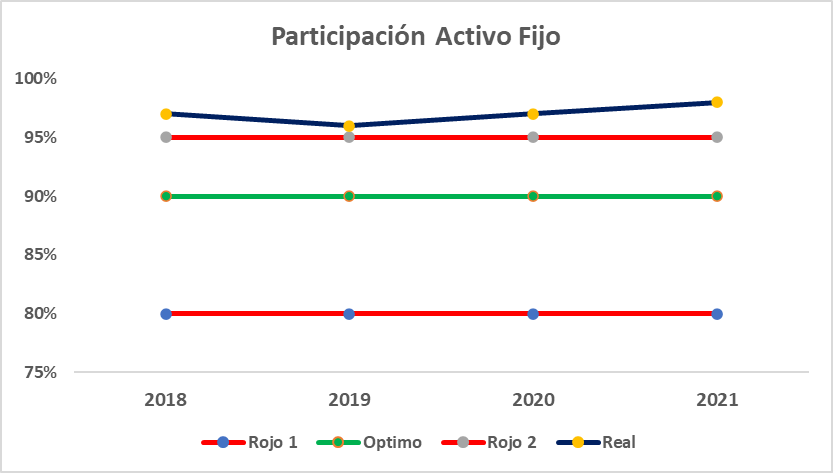 Participación Activo Fijo
100%
95%
90%
85%
80%
75%
2018 2019 2020 2021
Rojo 1 Optimo Rojo 2 Real